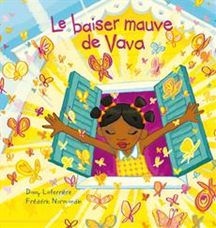 Le baiser mauve
de Vava
Dany Laferrière
Frédéric Normandin